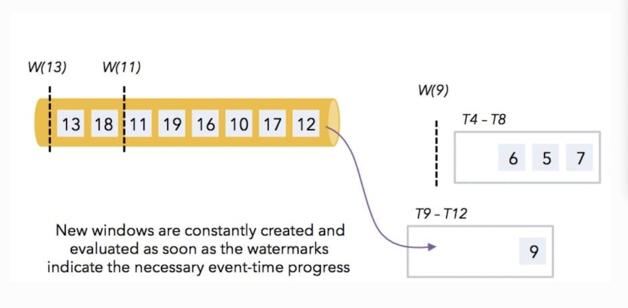 W(13) W(11)
W(9)
13 18 11 19 16 10 17 12
T4 - T8
6 5 7
T9 - T12
9
New windows are constantly created and
evaluated as soon as the watermarks
indicate the necessary event-time progress